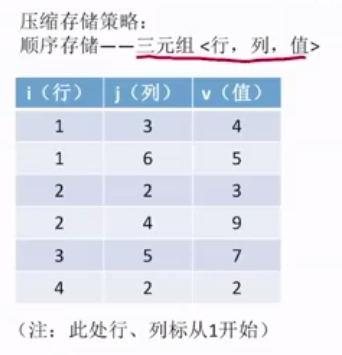 压缩存储策略：
顺序存储——三元组 <行，列，值>
i（行） j（列） v（值）
1 3 4
1 6 5
2 2 3
2 4 9
3 5 7
4 2 2
（注：此处行、列标从1开始）